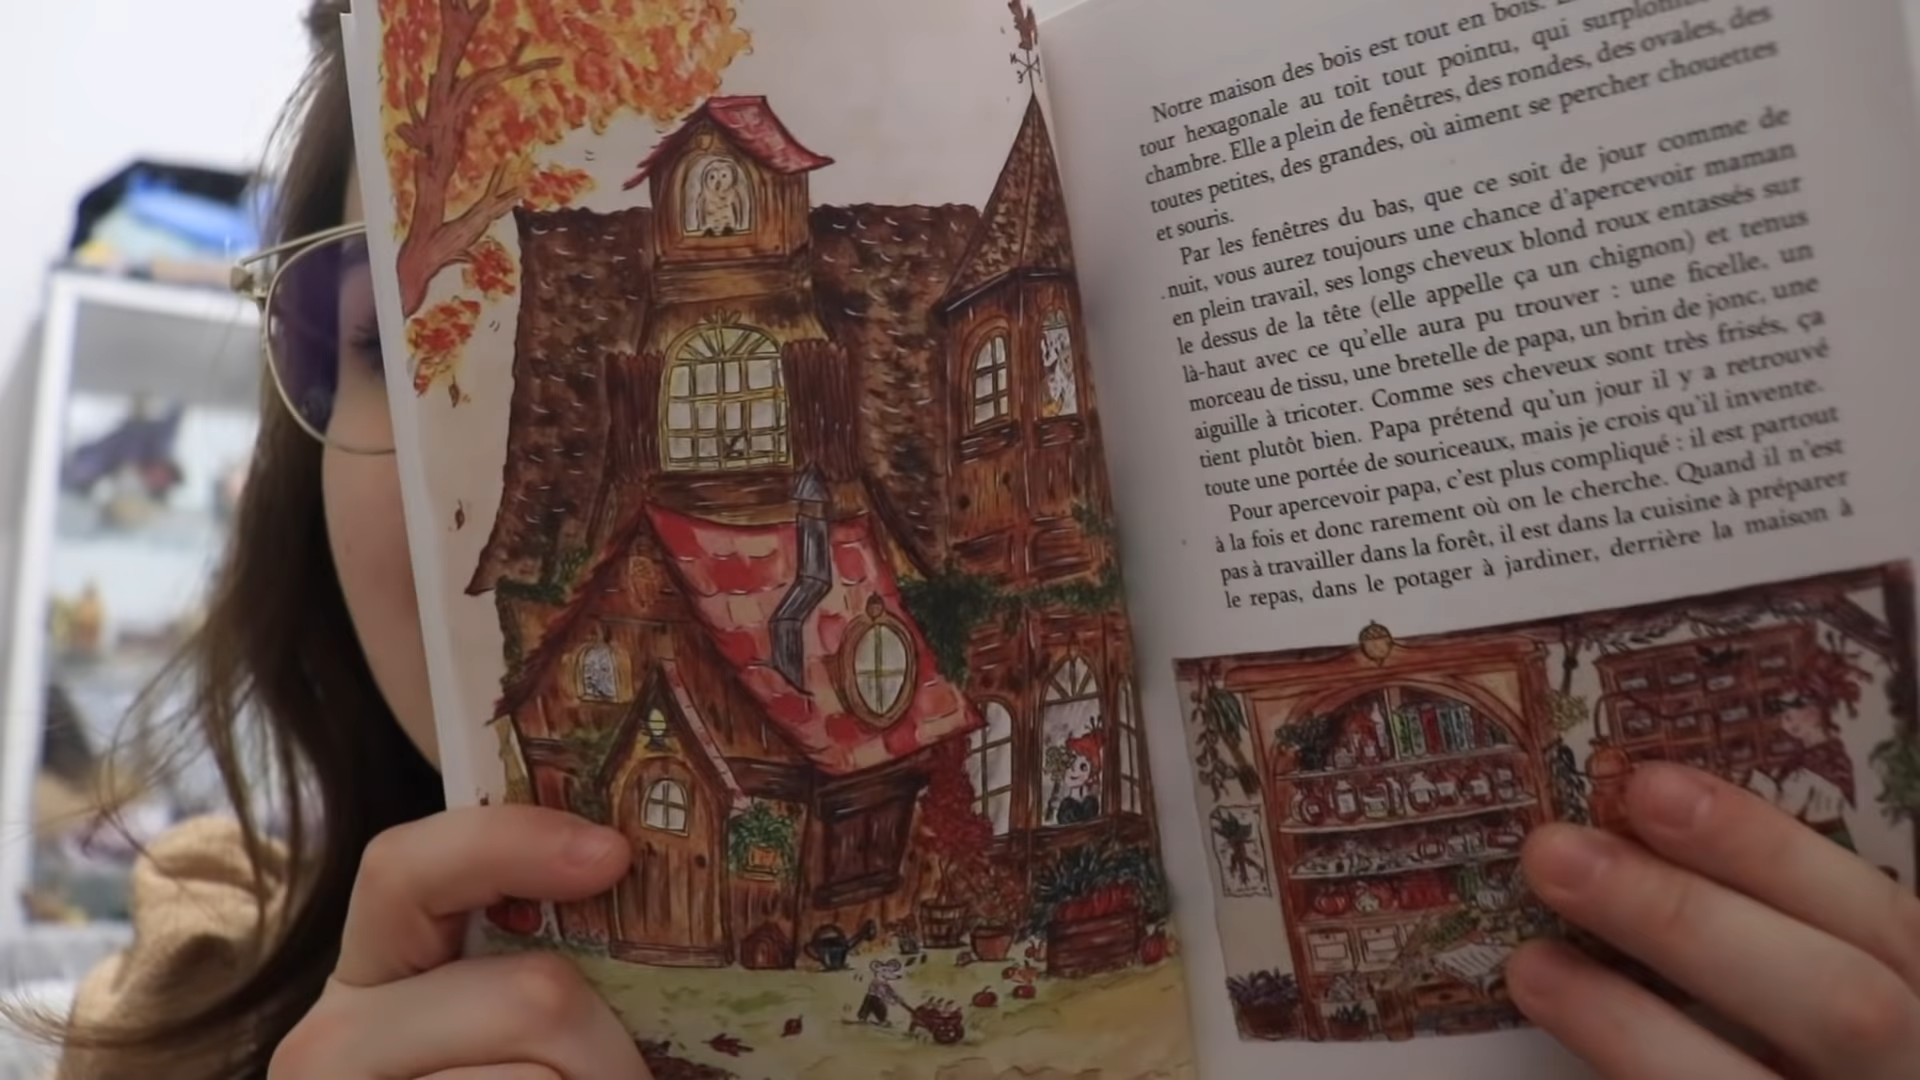 Notre maison des bois est tout en bois.
tour hexagonale au toit tout pointu, qui
chambre. Elle a plein de fenêtres, des rondes, des ovales, des
toutes petites, des grandes, où aiment se percher chouettes
et souris.
Par les fenêtres du bas, que ce soit de jour comme de
nuit, vous aurez toujours une chance d'apercevoir maman
en plein travail, ses longs cheveux blond roux entassés sur
le dessus de la tête (elle appelle ça un chignon) et tenus
là-haut avec ce qu'elle aura pu trouver : une ficelle, un
morceau de tissu, une bretelle de papa, un brin de jonc, une
aiguille à tricoter. Comme ses cheveux sont très frisés, ça
tient plutôt bien. Papa prétend qu'un jour il y a retrouvé
toute une portée de souriceaux, mais je crois qu'il invente.
Pour apercevoir papa, c'est plus compliqué : il est partout
à la fois et donc rarement où on le cherche. Quand il n'est
pas à travailler dans la forêt, il est dans la cuisine à préparer
le repas, dans le potager à jardiner, derrière la maison à